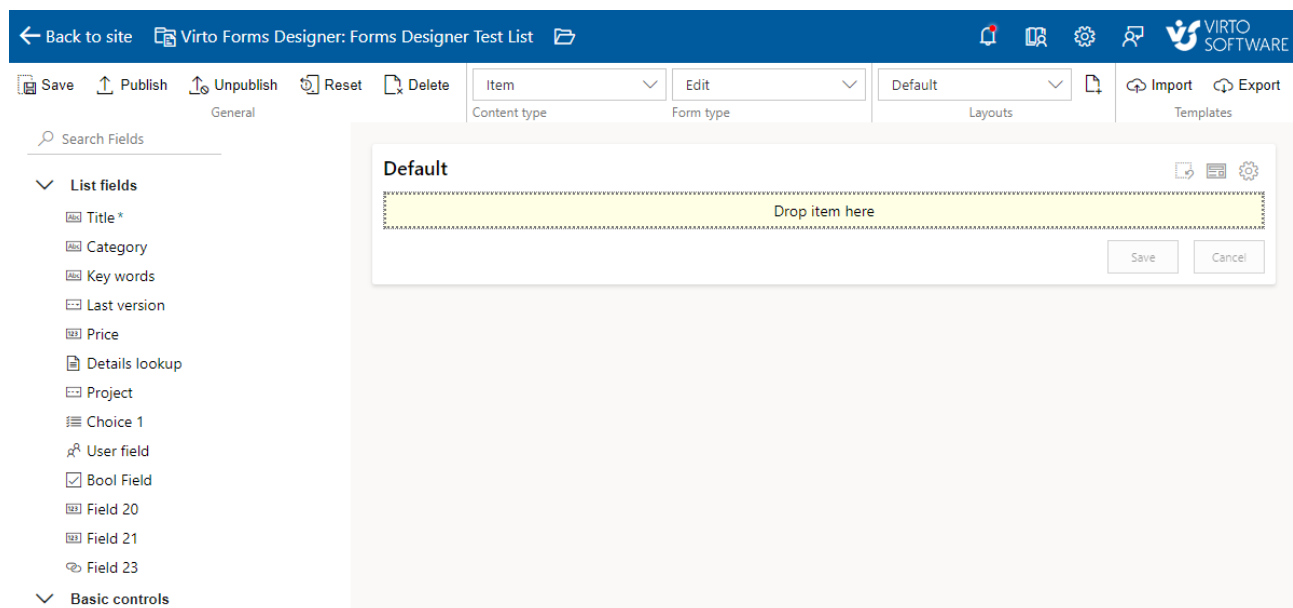 Back to site Virto Forms Designer: Forms Designer Test List VIRTO SOFTWARE
Save Publish Unpublish Reset Delete Item Edit Default Import Export
General Content type Form type Layouts Templates
Search Fields
Default
List fields
Title *
Drop item here
Category
Save Cancel
Key words
Last version
Price
Details lookup
Project
Choice 1
User field
Bool Field
Field 20
Field 21
Field 23
Basic controls